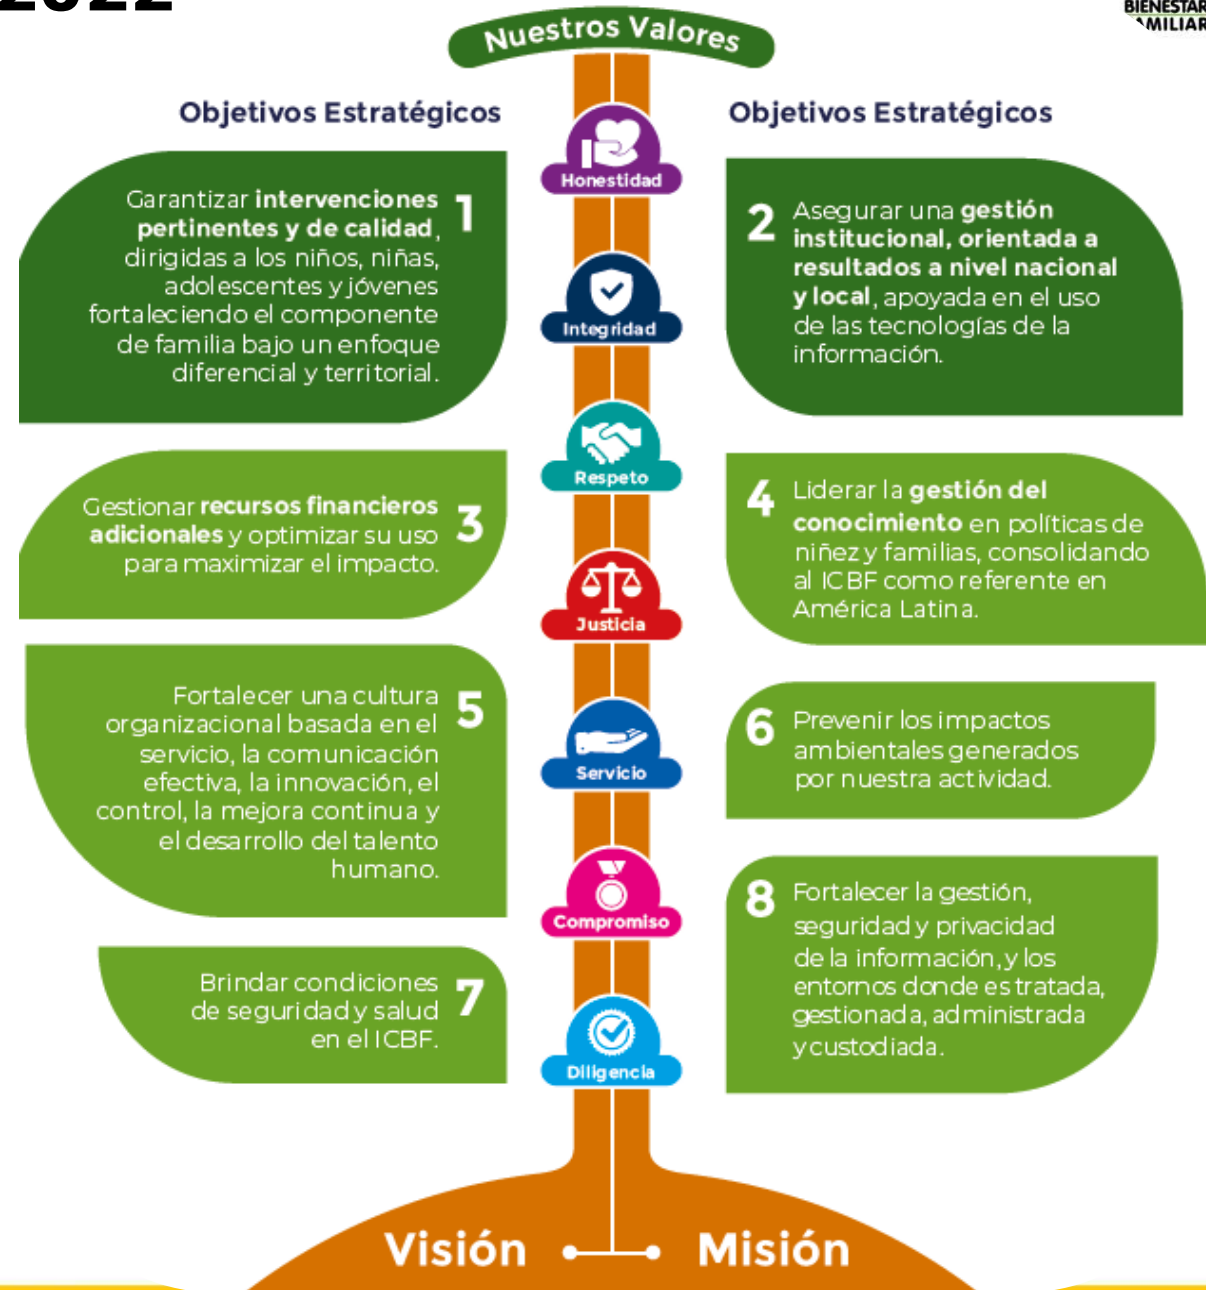 2022
BIENESTAR
AMILIAR
Nuestros Valores
Objetivos Estratégicos
1
Garantizar intervenciones
pertinentes y de calidad,
dirigidas a los niños, niñas,
adolescentes y jóvenes
fortaleciendo el componente
de familia bajo un enfoque
diferencial y territorial.
3
Gestionar recursos financieros
adicionales y optimizar su uso
para maximizar el impacto.
5
Fortalecer una cultura
organizacional basada en el
servicio, la comunicación
efectiva, la innovación, el
control, la mejora continua y
el desarrollo del talento
humano.
7
Brindar condiciones
de seguridad y salud
en el ICBF.
Honestidad
Integridad
Respeto
Justicia
Servicio
Compromiso
Diligencia
Objetivos Estratégicos
2
Asegurar una gestión
institucional, orientada a
resultados a nivel nacional
y local, apoyada en el uso
de las tecnologías de la
información.
4
Liderar la gestión del
conocimiento en políticas de
niñez y familias, consolidando
al ICBF como referente en
América Latina.
6
Prevenir los impactos
ambientales generados
por nuestra actividad.
8
Fortalecer la gestión,
seguridad y privacidad
de la información, y los
entornos donde es tratada,
gestionada, administrada
y custodiada.
Visión
Misión